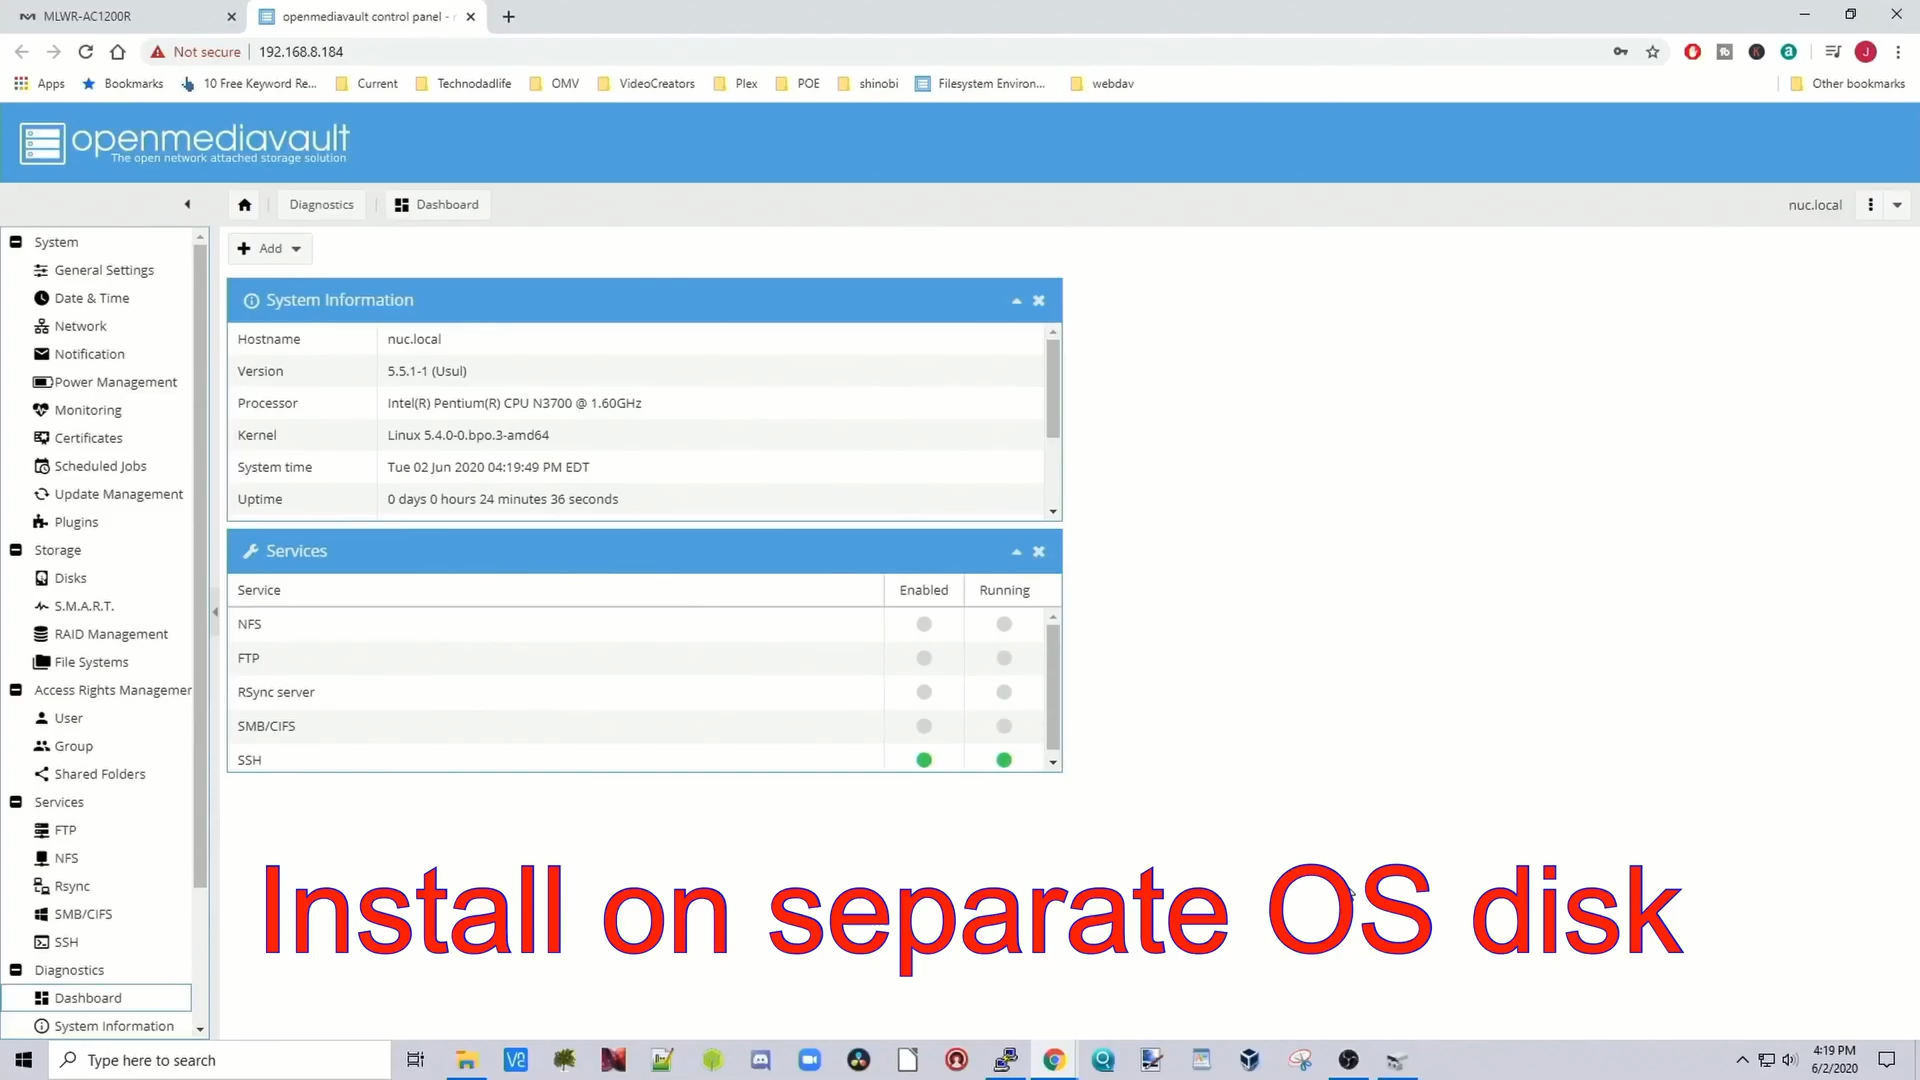 MLWR-AC1200R
openmediavault control panel -
Not secure 192.168.8.184
Apps Bookmarks 10 Free Keyword Re... Current Technodadlife OMV VideoCreators Plex POE shinobi Filesystem Environ... webdav Other bookmarks
openmediavault
The open network attached storage solution
Diagnostics Dashboard nuc.local
System
General Settings
Date & Time
Network
Notification
Power Management
Monitoring
Certificates
Scheduled Jobs
Update Management
Plugins
Storage
Disks
S.M.A.R.T.
RAID Management
File Systems
Access Rights Managemer
User
Group
Shared Folders
Services
FTP
NFS
Rsync
SMB/CIFS
SSH
Diagnostics
Dashboard
System Information
Add
System Information
Hostname nuc.local
Version 5.5.1-1 (Usul)
Processor Intel(R) Pentium(R) CPU N3700 @ 1.60GHz
Kernel Linux 5.4.0-0.bpo.3-amd64
System time Tue 02 Jun 2020 04:19:49 PM EDT
Uptime 0 days 0 hours 24 minutes 36 seconds
Services
Service Enabled Running
NFS
FTP
RSync server
SMB/CIFS
SSH
Install on separate OS disk
Type here to search
4:19 PM
6/2/2020